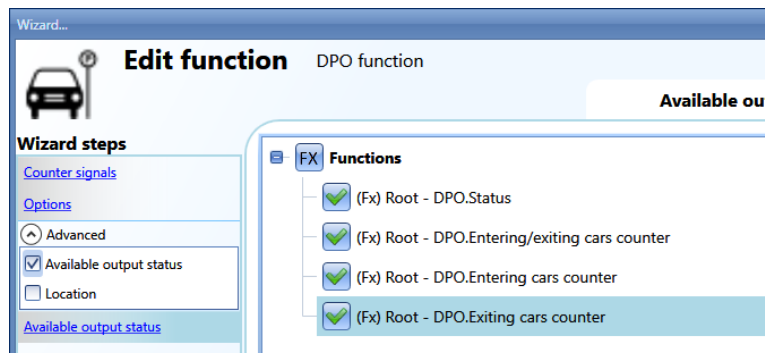 Wizard...
Edit function DPO function
Available ou
Wizard steps
Counter signals
Options
Advanced
Available output status
Location
Available output status
FX Functions
(Fx) Root - DPO.Status
(Fx) Root - DPO.Entering/exiting cars counter
(Fx) Root - DPO.Entering cars counter
(Fx) Root - DPO.Exiting cars counter